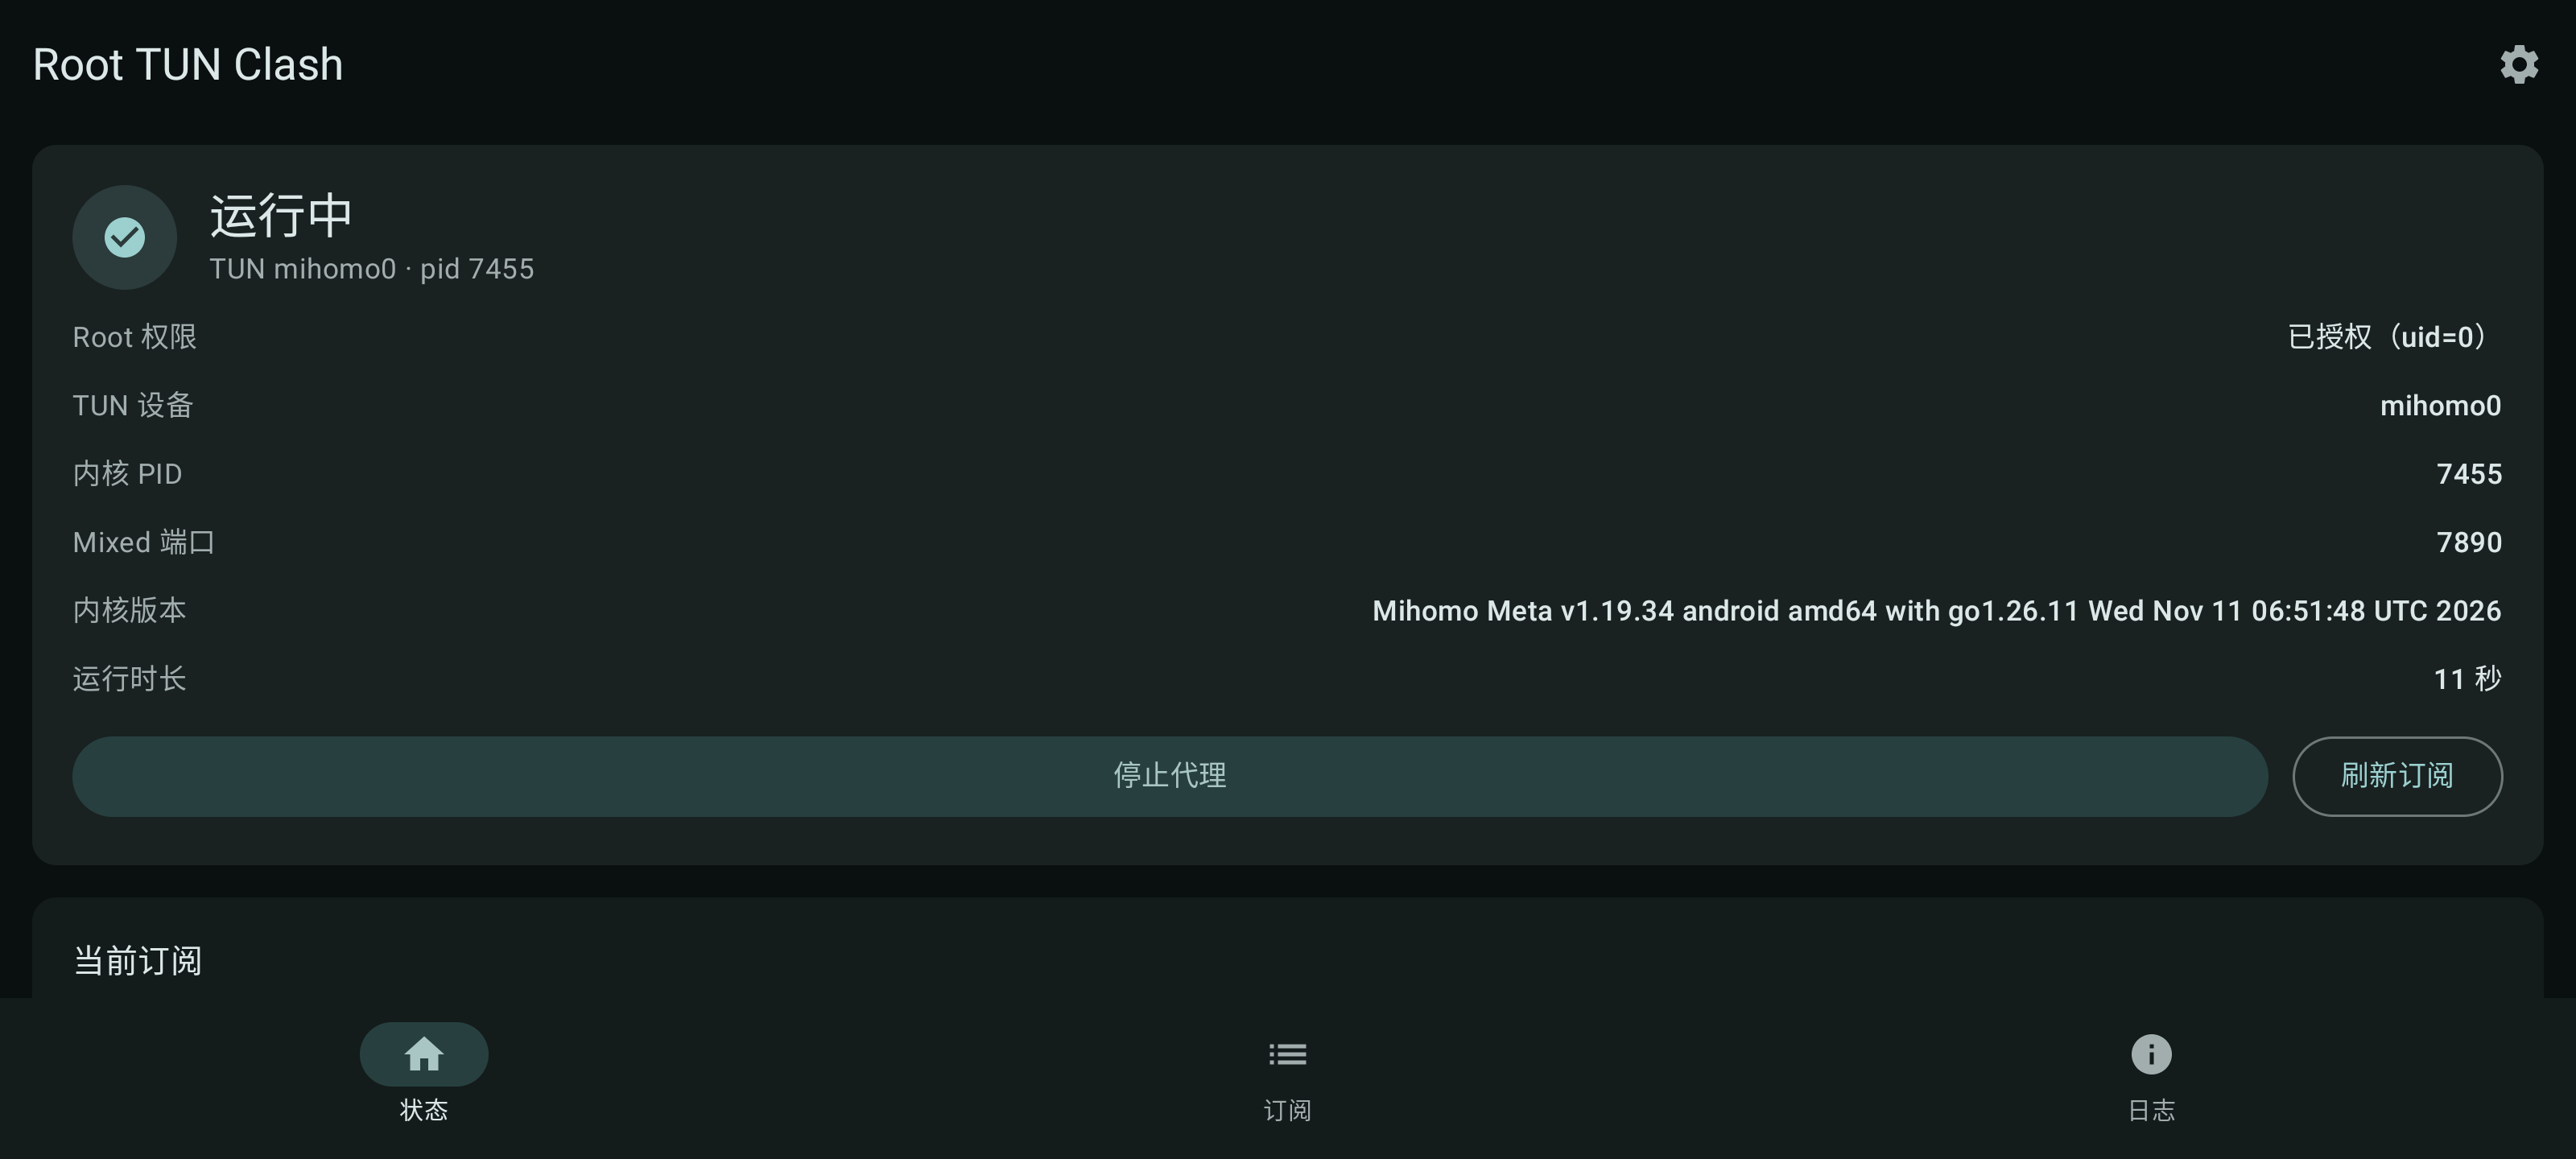 Root TUN Clash
运行中
TUN mihomo0 · pid 7455
Root 权限 已授权（uid=0）
TUN 设备 mihomo0
内核 PID 7455
Mixed 端口 7890
内核版本 Mihomo Meta v1.19.34 android amd64 with go1.26.11 Wed Nov 11 06:51:48 UTC 2026
运行时长 11 秒
停止代理 刷新订阅
当前订阅
状态 订阅 日志